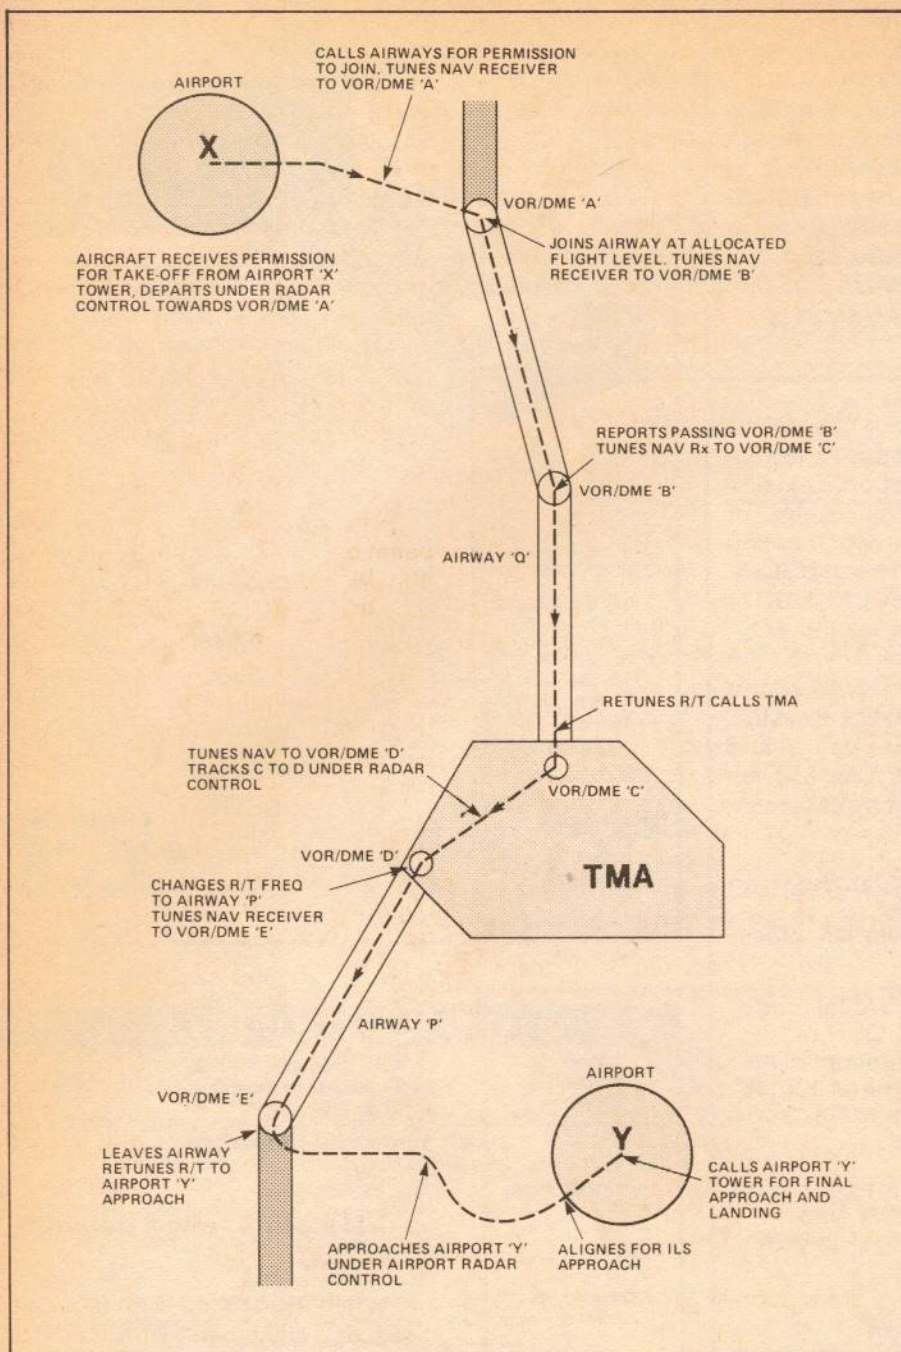 CALLS AIRWAYS FOR PERMISSION
TO JOIN. TUNES NAV RECEIVER
TO VOR/DME 'A'
AIRPORT
X
VOR/DME 'A'
AIRCRAFT RECEIVES PERMISSION
FOR TAKE-OFF FROM AIRPORT 'X'
TOWER, DEPARTS UNDER RADAR
CONTROL TOWARDS VOR/DME 'A'
JOINS AIRWAY AT ALLOCATED
FLIGHT LEVEL. TUNES NAV
RECEIVER TO VOR/DME 'B'
REPORTS PASSING VOR/DME 'B'
TUNES NAV Rx TO VOR/DME 'C'
VOR/DME 'B'
AIRWAY 'Q'
RETUNES R/T CALLS TMA
TUNES NAV TO VOR/DME 'D'
TRACKS C TO D UNDER RADAR
CONTROL
VOR/DME 'C'
VOR/DME 'D'
TMA
CHANGES R/T FREQ
TO AIRWAY 'P'
TUNES NAV RECEIVER
TO VOR/DME 'E'
AIRWAY 'P'
AIRPORT
VOR/DME 'E'
Y
LEAVES AIRWAY
RETUNES R/T TO
AIRPORT 'Y'
APPROACH
CALLS AIRPORT 'Y'
TOWER FOR FINAL
APPROACH AND
LANDING
APPROACHES AIRPORT 'Y'
UNDER AIRPORT RADAR
CONTROL
ALIGNES FOR ILS
APPROACH